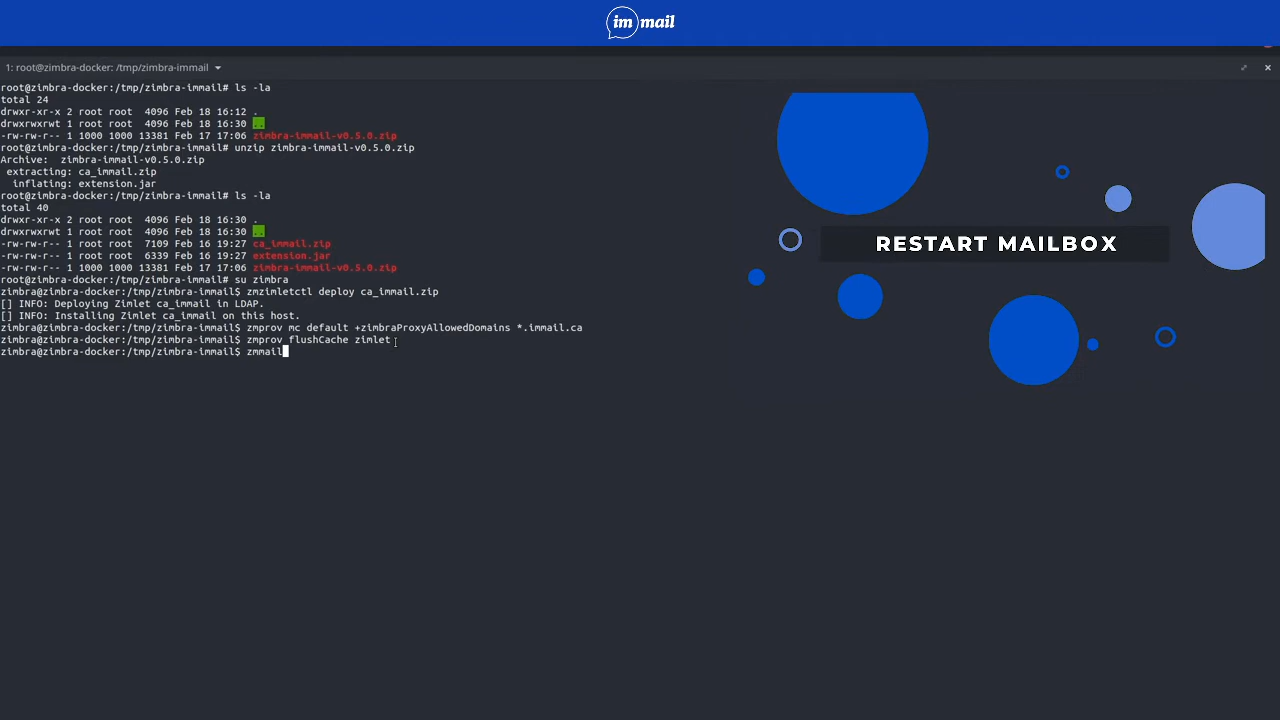 im mail
1: root@zimbra-docker: /tmp/zimbra-immail
root@zimbra-docker:/tmp/zimbra-immail# ls -la
total 24
drwxr-xr-x 2 root root  4096 Feb 18 16:12 .
drwxrwxrwt 1 root root  4096 Feb 18 16:30 ..
-rw-rw-r-- 1 1000 1000 13381 Feb 17 17:06 zimbra-immail-v0.5.0.zip
root@zimbra-docker:/tmp/zimbra-immail# unzip zimbra-immail-v0.5.0.zip
Archive:  zimbra-immail-v0.5.0.zip
 extracting: ca_immail.zip
  inflating: extension.jar
root@zimbra-docker:/tmp/zimbra-immail# ls -la
total 40
drwxr-xr-x 2 root root  4096 Feb 18 16:30 .
drwxrwxrwt 1 root root  4096 Feb 18 16:30 ..
-rw-rw-r-- 1 root root  7109 Feb 16 19:27 ca_immail.zip
-rw-rw-r-- 1 root root  6339 Feb 16 19:27 extension.jar
-rw-rw-r-- 1 1000 1000 13381 Feb 17 17:06 zimbra-immail-v0.5.0.zip
root@zimbra-docker:/tmp/zimbra-immail# su zimbra
zimbra@zimbra-docker:/tmp/zimbra-immail$ zmzimletctl deploy ca_immail.zip
[] INFO: Deploying Zimlet ca_immail in LDAP.
[] INFO: Installing Zimlet ca_immail on this host.
zimbra@zimbra-docker:/tmp/zimbra-immail$ zmprov mc default +zimbraProxyAllowedDomains *.immail.ca
zimbra@zimbra-docker:/tmp/zimbra-immail$ zmprov flushCache zimlet
zimbra@zimbra-docker:/tmp/zimbra-immail$ zmmail
RESTART MAILBOX